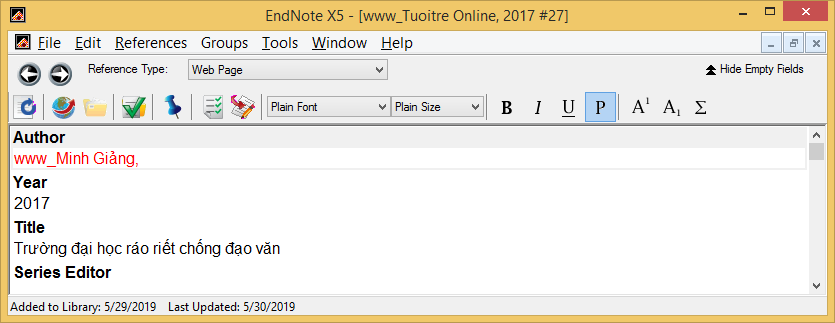 EndNote X5 - [www_Tuoitre Online, 2017 #27]
File Edit References Groups Tools Window Help
Reference Type: Web Page Hide Empty Fields
Plain Font Plain Size B I U P A¹ A₁ Σ
Author
www_Minh Giảng,
Year
2017
Title
Trường đại học ráo riết chống đạo văn
Series Editor
Added to Library: 5/29/2019 Last Updated: 5/30/2019